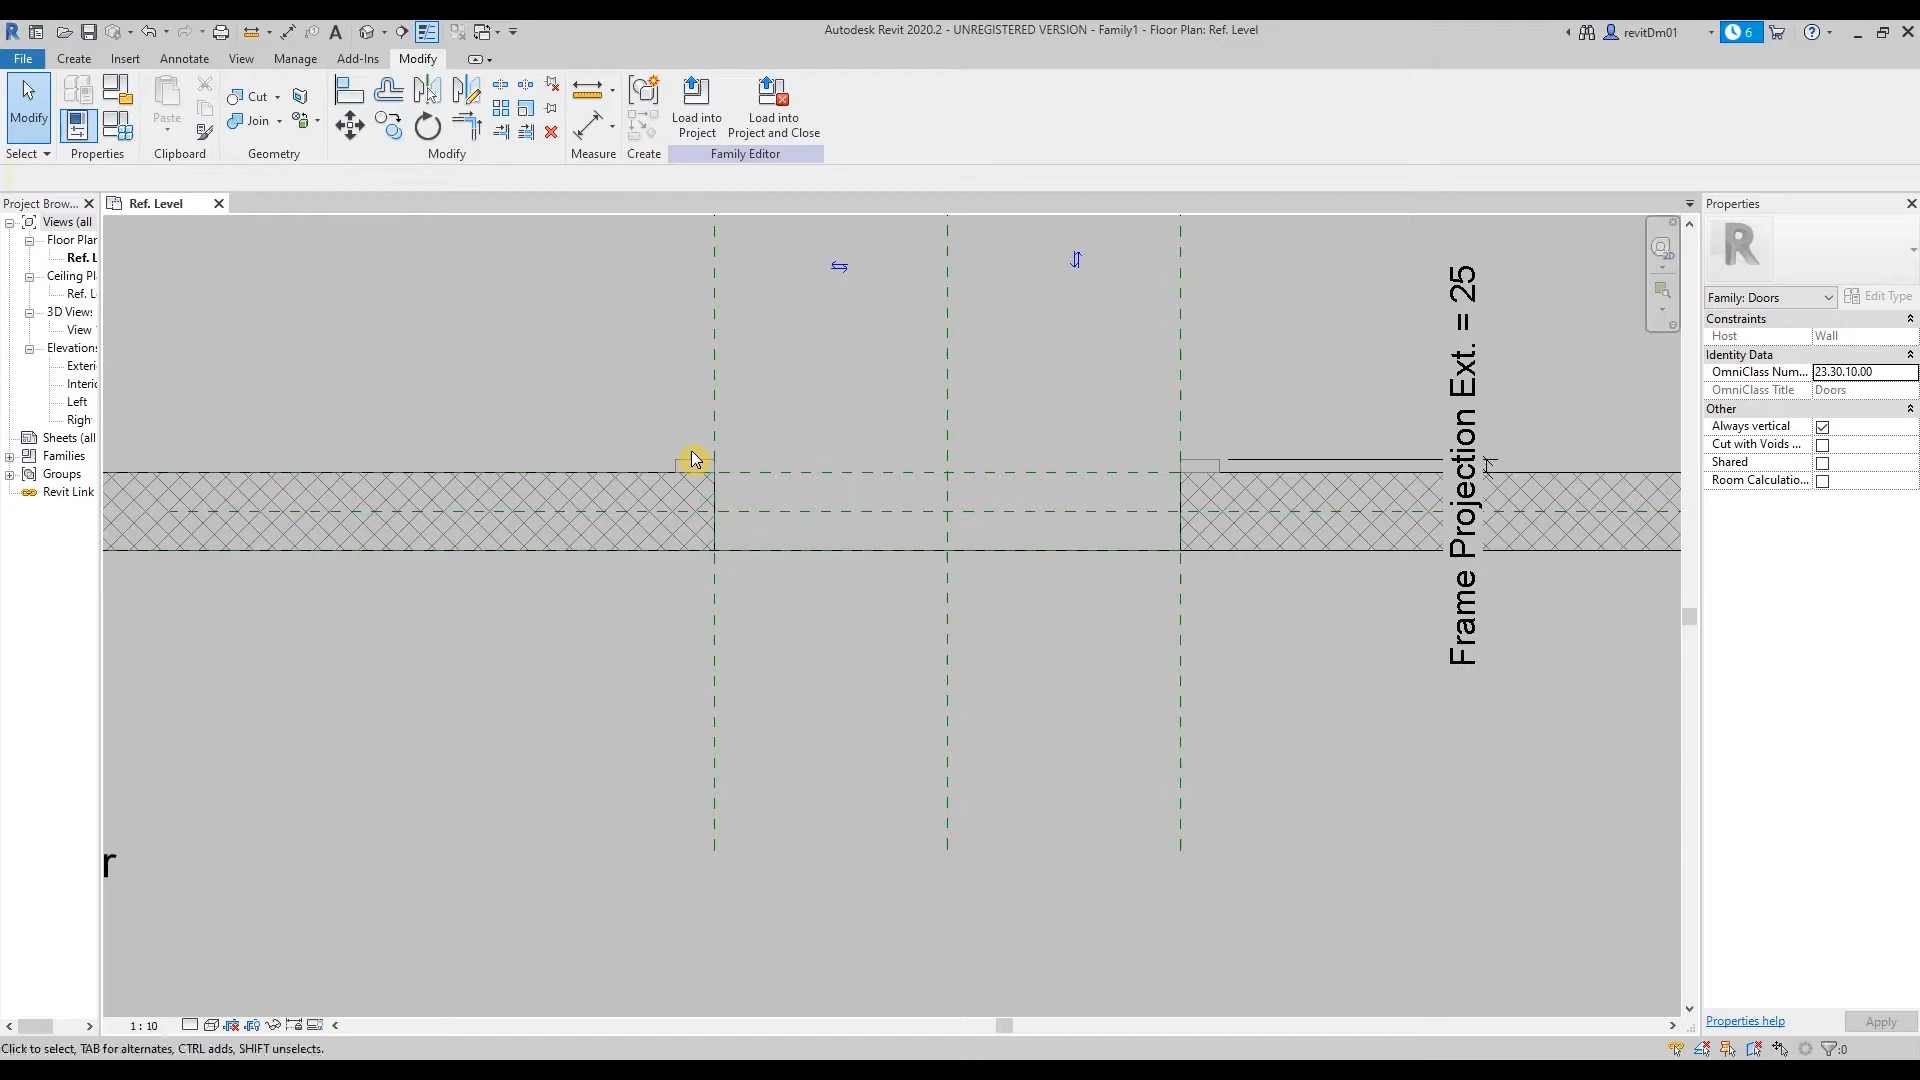 Autodesk Revit 2020.2 - UNREGISTERED VERSION - Family1 - Floor Plan: Ref. Level
revitDm01
6
File Create Insert Annotate View Manage Add-Ins Modify
Modify
Paste
Cut
Join
Load into
Project
Load into
Project and Close
Select Properties Clipboard Geometry Modify Measure Create Family Editor
Project Brow...
Ref. Level
Properties
Views (all
Floor Plan
Ref. L
Ceiling Pl
Ref. L
3D Views
View
Elevations
Exteri
Interio
Left
Righ
Sheets (all
Families
Groups
Revit Link
Frame Projection Ext. = 25
r
2D
Family: Doors
Edit Type
Constraints
Host Wall
Identity Data
OmniClass Num... 23.30.10.00
OmniClass Title Doors
Other
Always vertical
Cut with Voids ...
Shared
Room Calculatio...
Properties help
Apply
1 : 10
Click to select, TAB for alternates, CTRL adds, SHIFT unselects.
:0